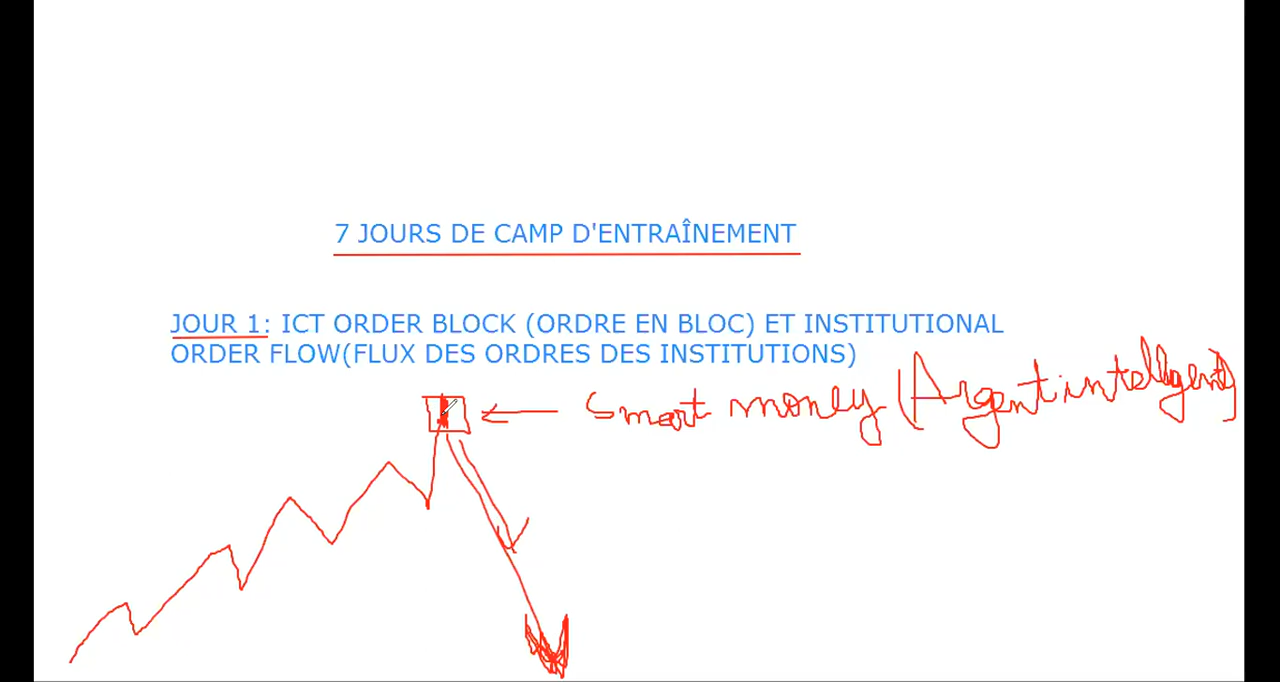 7 JOURS DE CAMP D'ENTRAÎNEMENT
JOUR 1: ICT ORDER BLOCK (ORDRE EN BLOC) ET INSTITUTIONAL
ORDER FLOW(FLUX DES ORDRES DES INSTITUTIONS)
Smart money (Argent intelligent)